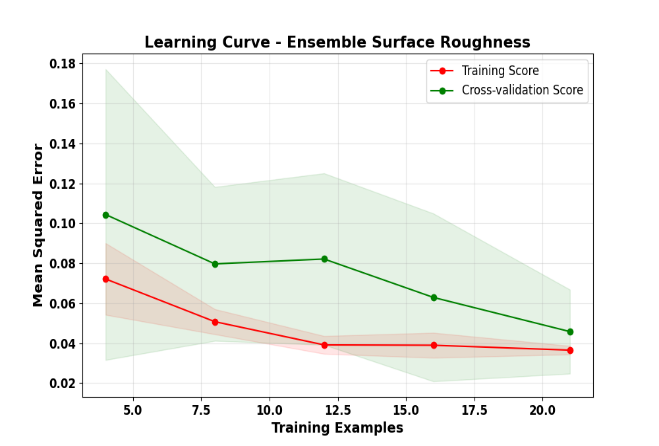 Learning Curve - Ensemble Surface Roughness
Training Score
Cross-validation Score
Mean Squared Error
0.18
0.16
0.14
0.12
0.10
0.08
0.06
0.04
0.02
5.0 7.5 10.0 12.5 15.0 17.5 20.0
Training Examples